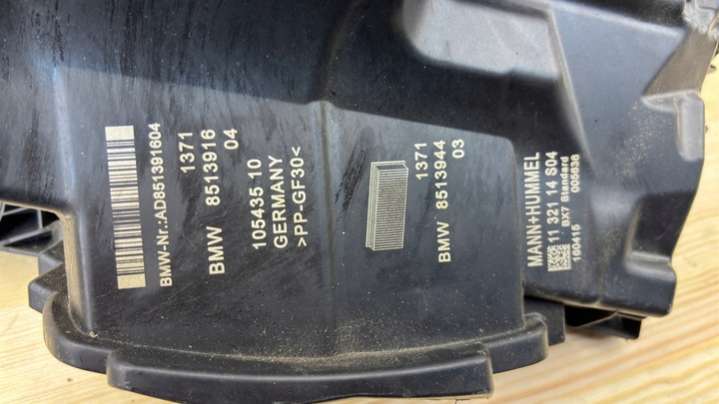 BMW-Nr.:AD851391604
1371
BMW 8513916
04
105435 10
GERMANY
>PP-GF30<
1371
BMW 8513944
03
MANN+HUMMEL
11 321 14 S04
BX7 Standard
160415 005638